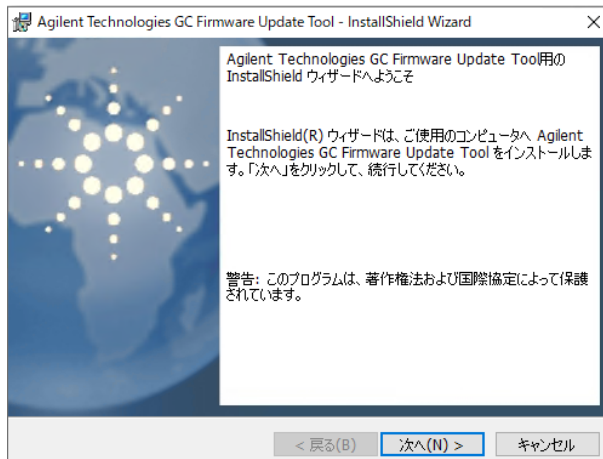 Agilent Technologies GC Firmware Update Tool - InstallShield Wizard
Agilent Technologies GC Firmware Update Tool用の
InstallShield ウィザードへようこそ
InstallShield(R) ウィザードは、ご使用のコンピュータへ Agilent
Technologies GC Firmware Update Tool をインストールしま
す。「次へ」をクリックして、続行してください。
警告: このプログラムは、著作権法および国際協定によって保護
されています。
< 戻る(B)
次へ(N) >
キャンセル